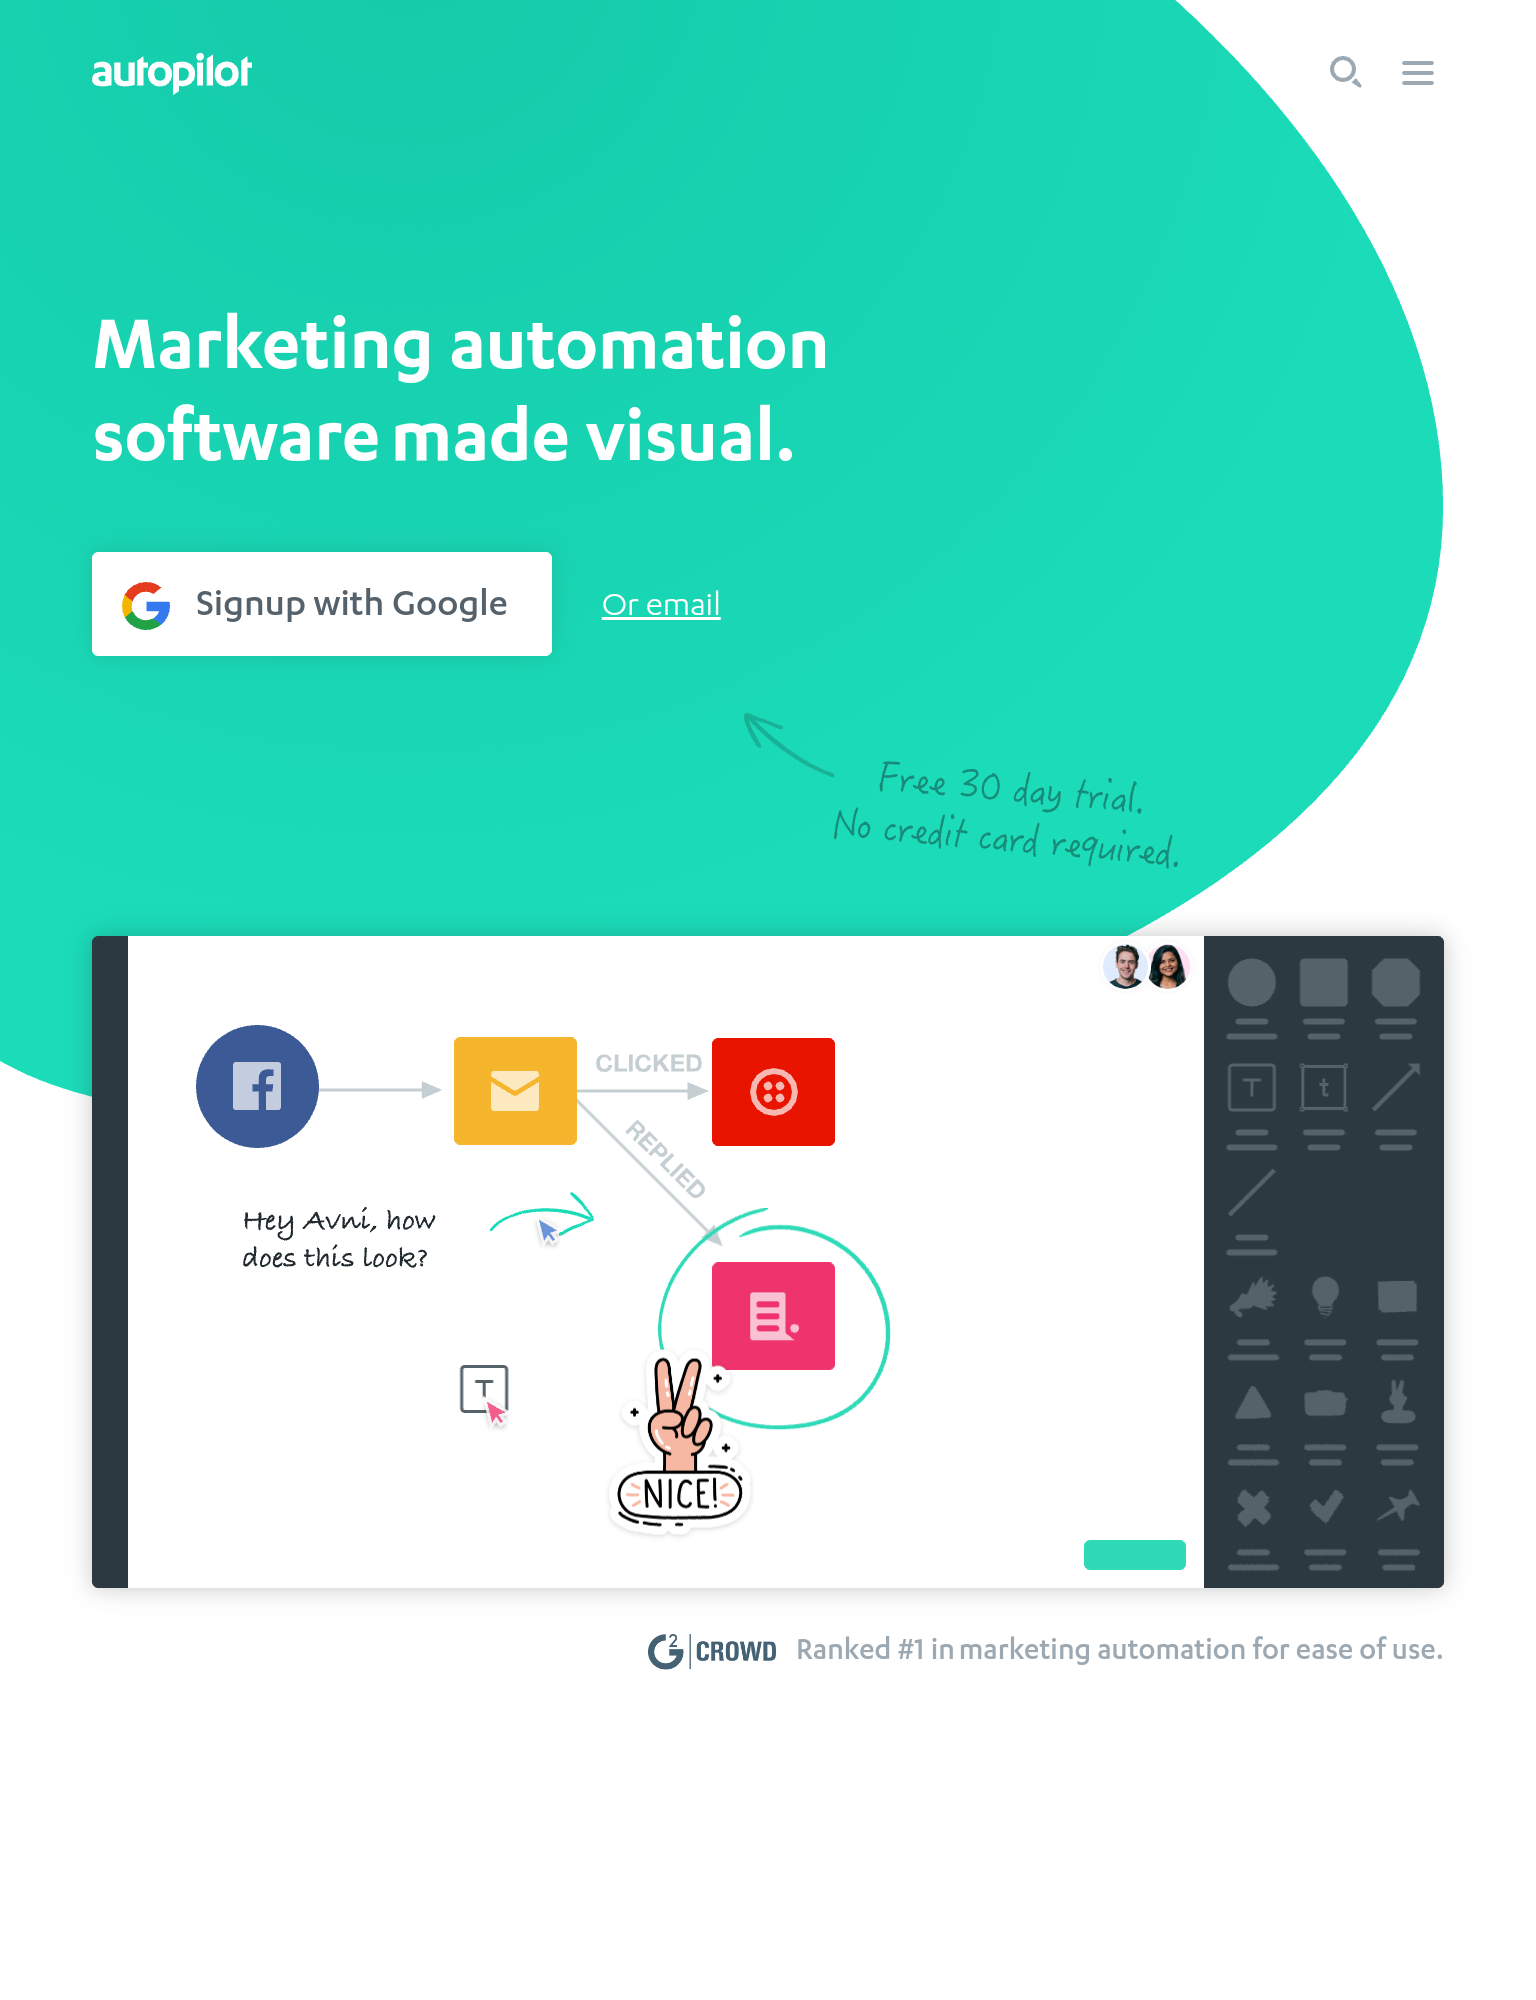 autopilot
Marketing automation
software made visual.
Signup with Google
Or email
Free 30 day trial.
No credit card required.
CLICKED
REPLIED
Hey Avni, how
does this look?
T
t
T
NICE!
G2 | CROWD Ranked #1 in marketing automation for ease of use.